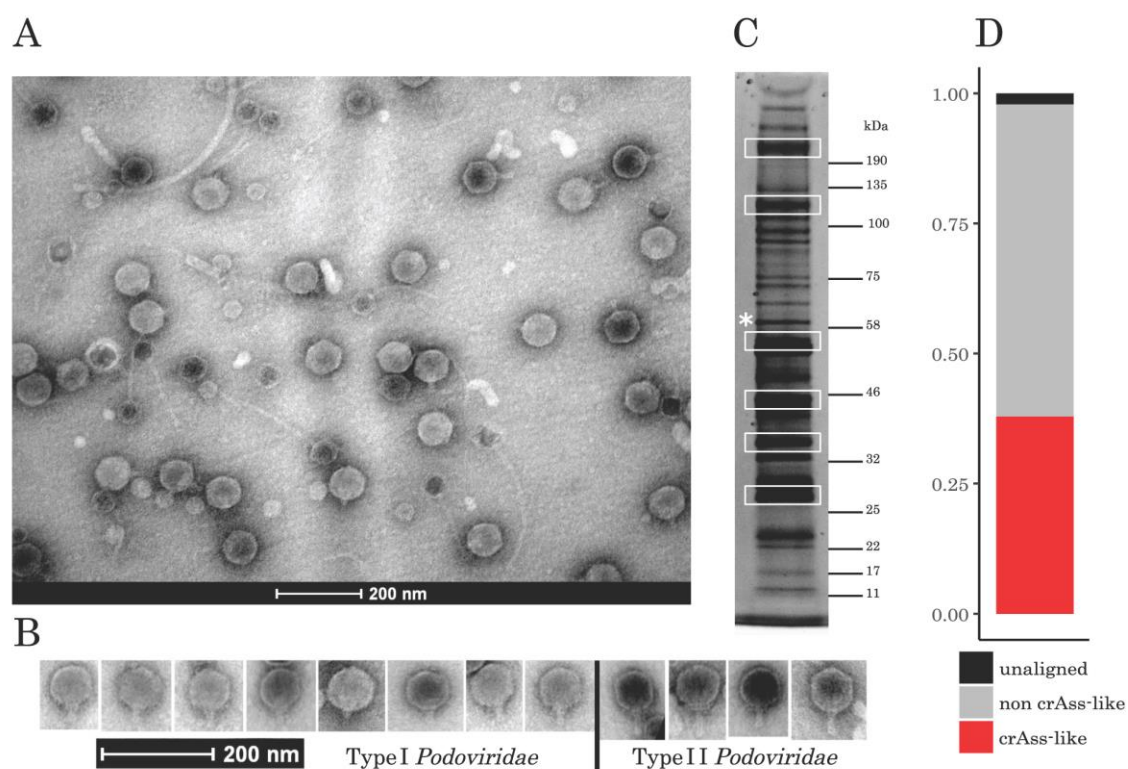 A
200 nm
B
200 nm
Type I Podoviridae
Type II Podoviridae
C
kDa
190
135
100
75
*
58
46
32
25
22
17
11
D
1.00
0.75
0.50
0.25
0.00
unaligned
non crAss-like
crAss-like